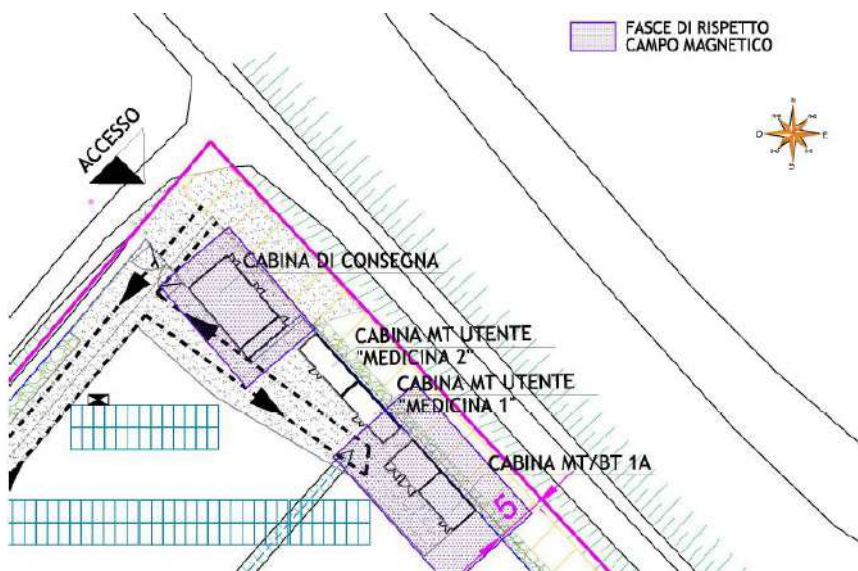 FASCE DI RISPETTO
CAMPO MAGNETICO
N
O
E
S
ACCESSO
CABINA DI CONSEGNA
CABINA MT UTENTE
"MEDICINA 2"
CABINA MT UTENTE
"MEDICINA 1"
CABINA MT/BT 1A
5